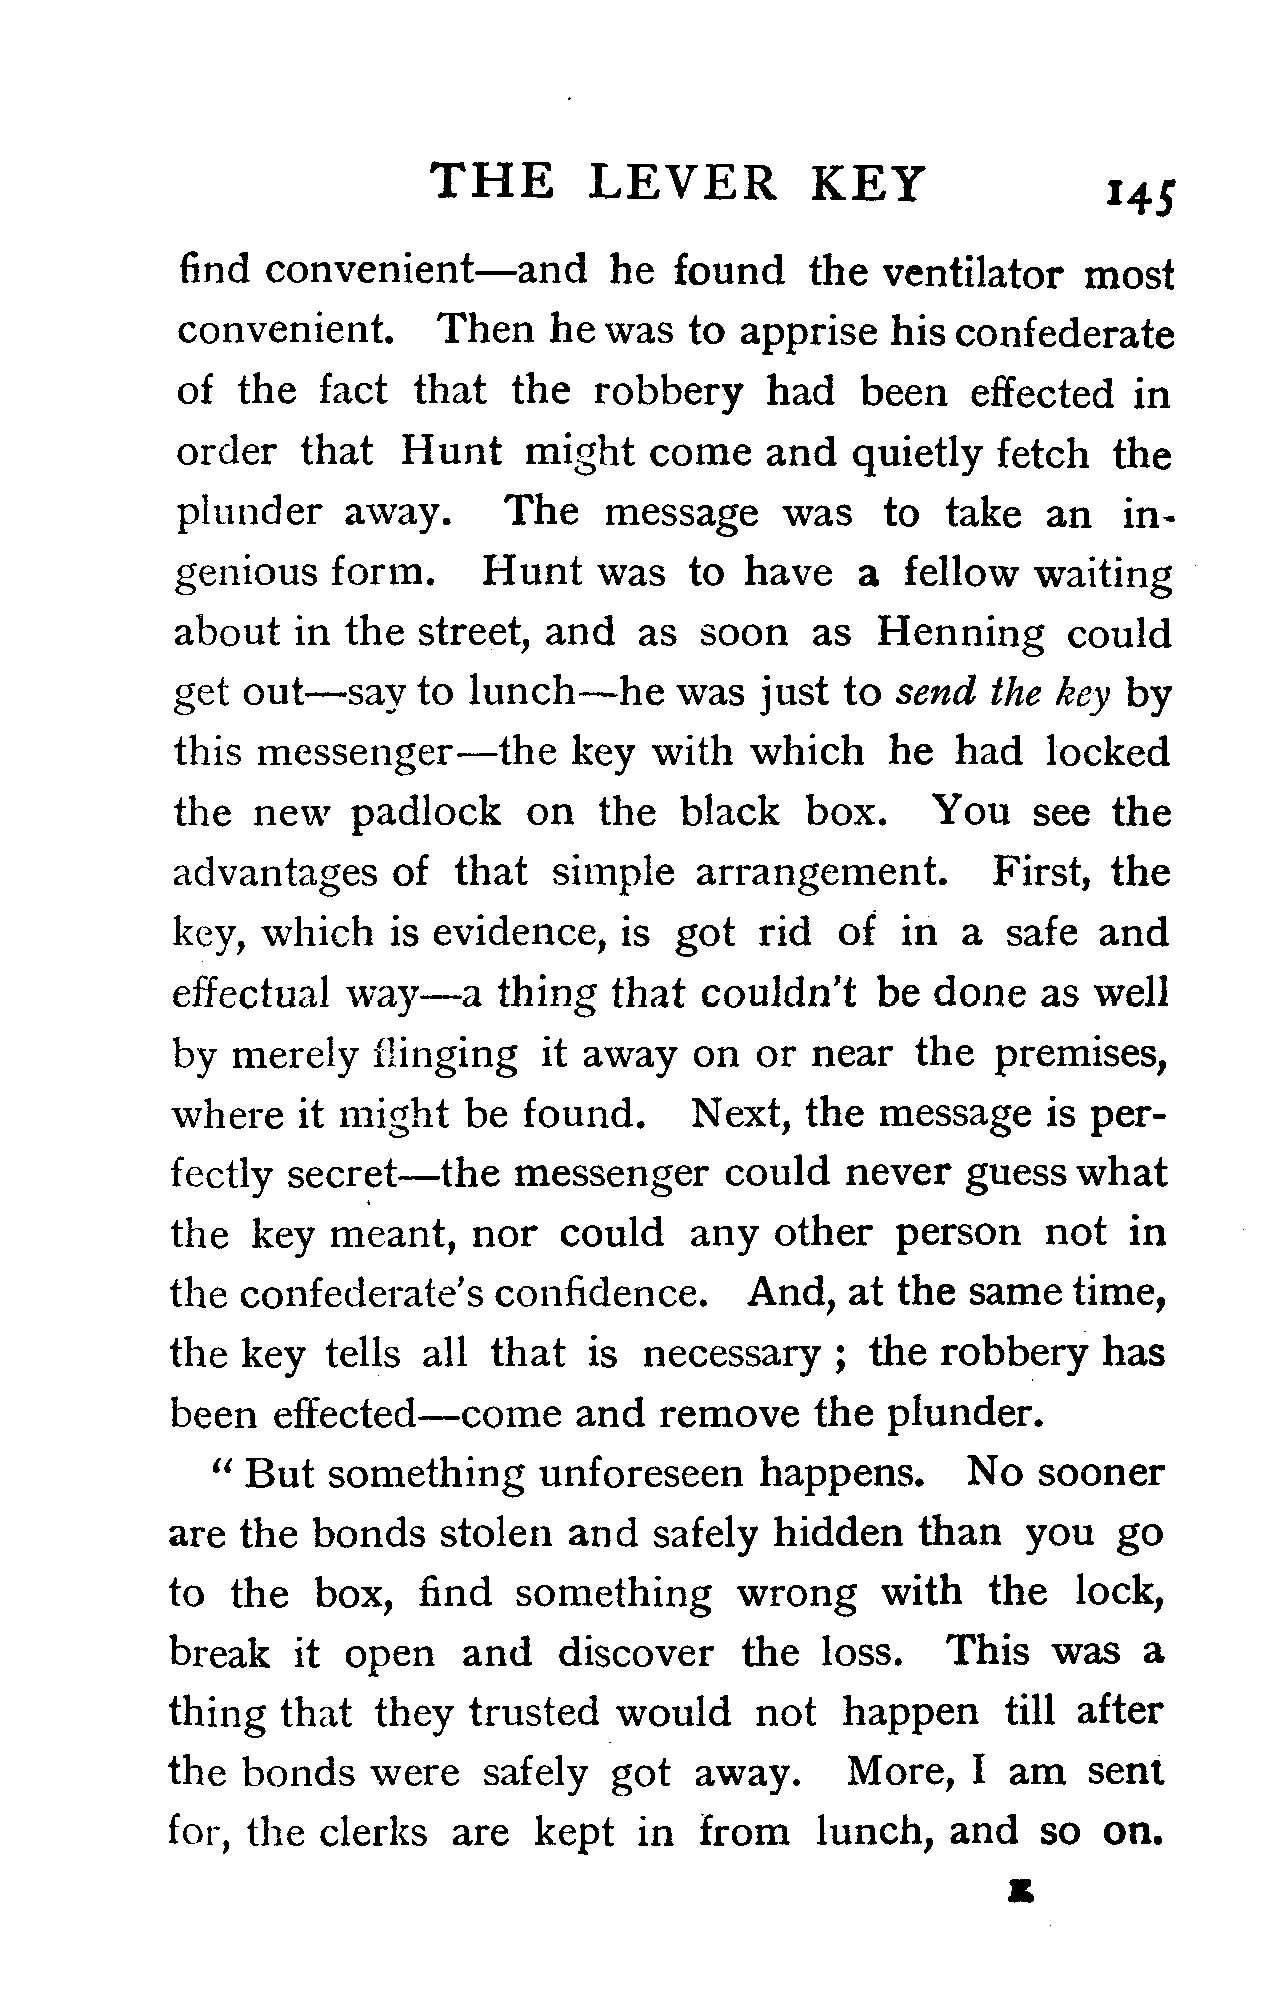 THE LEVER KEY 145
find convenient—and he found the ventilator most
convenient. Then he was to apprise his confederate
of the fact that the robbery had been effected in
order that Hunt might come and quietly fetch the
plunder away. The message was to take an in-
genious form. Hunt was to have a fellow waiting
about in the street, and as soon as Henning could
get out—say to lunch—he was just to send the key by
this messenger—the key with which he had locked
the new padlock on the black box. You see the
advantages of that simple arrangement. First, the
key, which is evidence, is got rid of in a safe and
effectual way—a thing that couldn't be done as well
by merely flinging it away on or near the premises,
where it might be found. Next, the message is per-
fectly secret—the messenger could never guess what
the key meant, nor could any other person not in
the confederate's confidence. And, at the same time,
the key tells all that is necessary ; the robbery has
been effected—come and remove the plunder.
“ But something unforeseen happens. No sooner
are the bonds stolen and safely hidden than you go
to the box, find something wrong with the lock,
break it open and discover the loss. This was a
thing that they trusted would not happen till after
the bonds were safely got away. More, I am sent
for, the clerks are kept in from lunch, and so on.
K